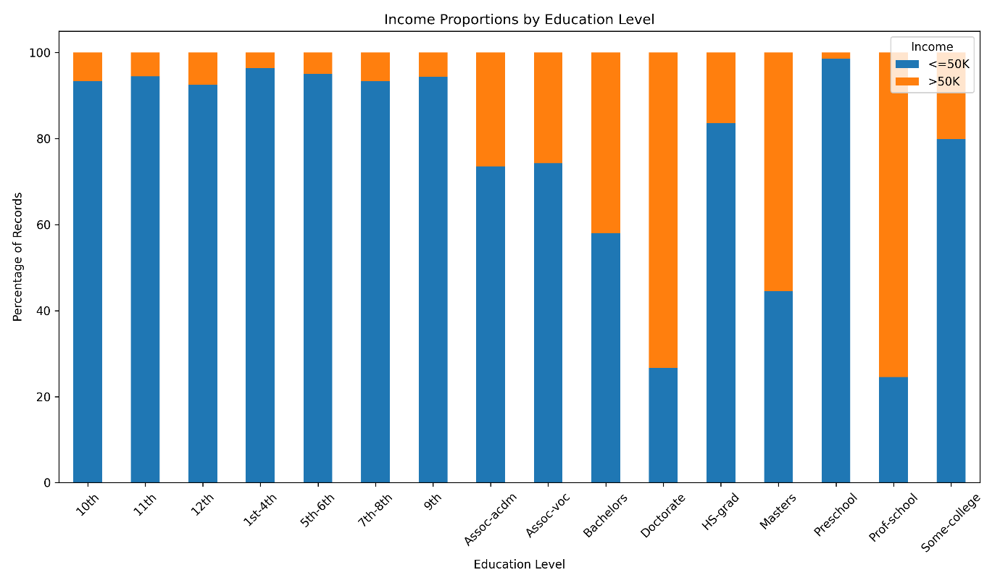 Income Proportions by Education Level
Income
<=50K
>50K
100
80
60
40
20
0
Percentage of Records
10th
11th
12th
1st-4th
5th-6th
7th-8th
9th
Assoc-acdm
Assoc-voc
Bachelors
Doctorate
HS-grad
Masters
Preschool
Prof-school
Some-college
Education Level